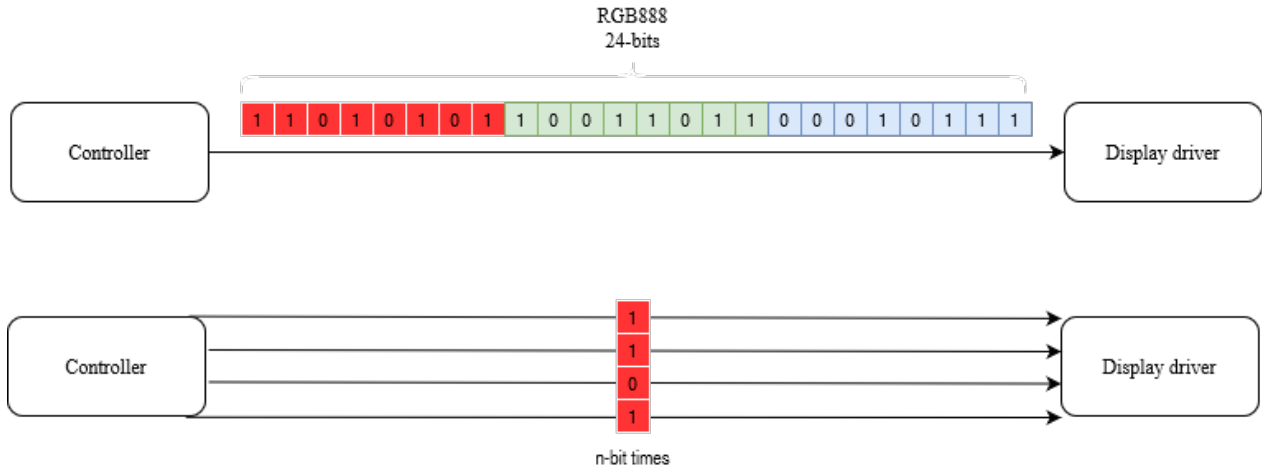 RGB888
24-bits
1 1 0 1 0 1 0 1 1 0 0 1 1 0 1 1 0 0 0 1 0 1 1 1
Controller
Display driver
1
1
Controller
Display driver
0
1
n-bit times